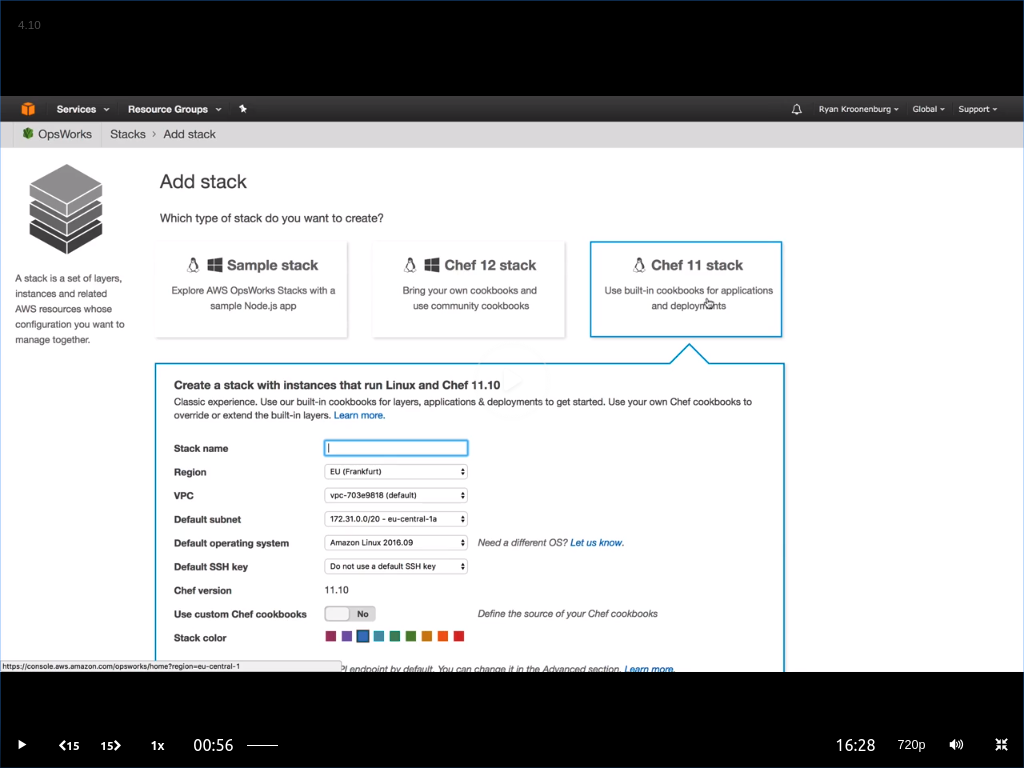 4.10
Services Resource Groups Ryan Kroonenburg Global Support
OpsWorks Stacks Add stack
Add stack
Which type of stack do you want to create?
A stack is a set of layers,
instances and related
AWS resources whose
configuration you want to
manage together.
Sample stack
Explore AWS OpsWorks Stacks with a
sample Node.js app
Chef 12 stack
Bring your own cookbooks and
use community cookbooks
Chef 11 stack
Use built-in cookbooks for applications
and deployments
Create a stack with instances that run Linux and Chef 11.10
Classic experience. Use our built-in cookbooks for layers, applications & deployments to get started. Use your own Chef cookbooks to
override or extend the built-in layers. Learn more.
Stack name
Region EU (Frankfurt)
VPC vpc-703e9818 (default)
Default subnet 172.31.0.0/20 - eu-central-1a
Default operating system Amazon Linux 2016.09 Need a different OS? Let us know.
Default SSH key Do not use a default SSH key
Chef version 11.10
Use custom Chef cookbooks No Define the source of your Chef cookbooks
Stack color
endpoint by default. You can change it in the Advanced section. Learn more.
https://console.aws.amazon.com/opsworks/home?region=eu-central-1
15 15 1x 00:56 16:28 720p